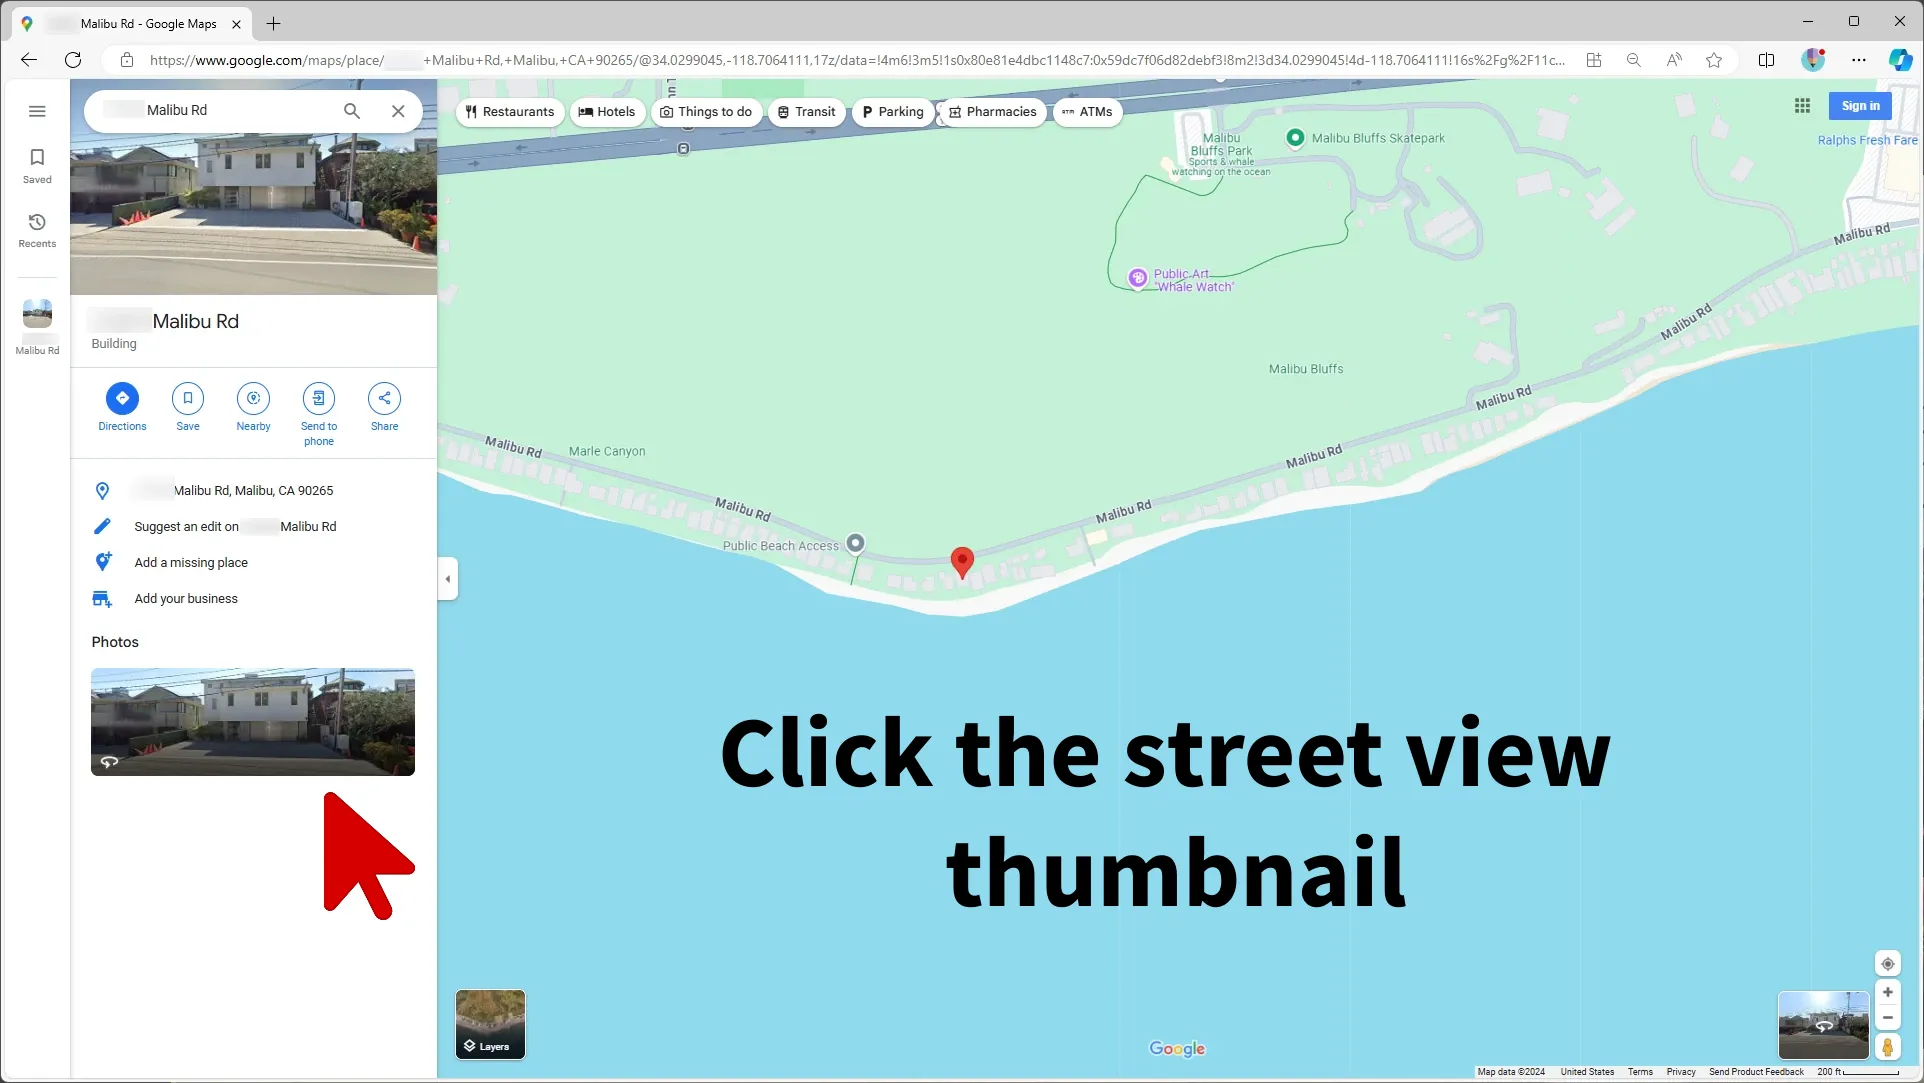 Malibu Rd - Google Maps
https://www.google.com/maps/place/ +Malibu+Rd,+Malibu,+CA+90265/@34.0299045,-118.7064111,17z/data=!4m6!3m5!1s0x80e81e4dbc1148c7:0x59dc7f06d82debf3!8m2!3d34.0299045!4d-118.7064111!16s%2Fg%2F11c...
Malibu Rd
Restaurants
Hotels
Things to do
Transit
Parking
Pharmacies
ATMs
Sign in
Saved
Recents
Malibu Rd
Malibu Rd
Building
Directions
Save
Nearby
Send to
phone
Share
Malibu Rd, Malibu, CA 90265
Suggest an edit on Malibu Rd
Add a missing place
Add your business
Photos
Malibu
Bluffs Park
Sports & whale
watching on the ocean
Malibu Bluffs Skatepark
Ralphs Fresh Fare
Malibu Rd
Public Art
"Whale Watch"
Malibu Rd
Malibu Bluffs
Malibu Rd
Malibu Rd
Marle Canyon
Malibu Rd
Malibu Rd
Malibu Rd
Public Beach Access
Click the street view
thumbnail
Layers
Google
Map data ©2024 United States Terms Privacy Send Product Feedback 200 ft